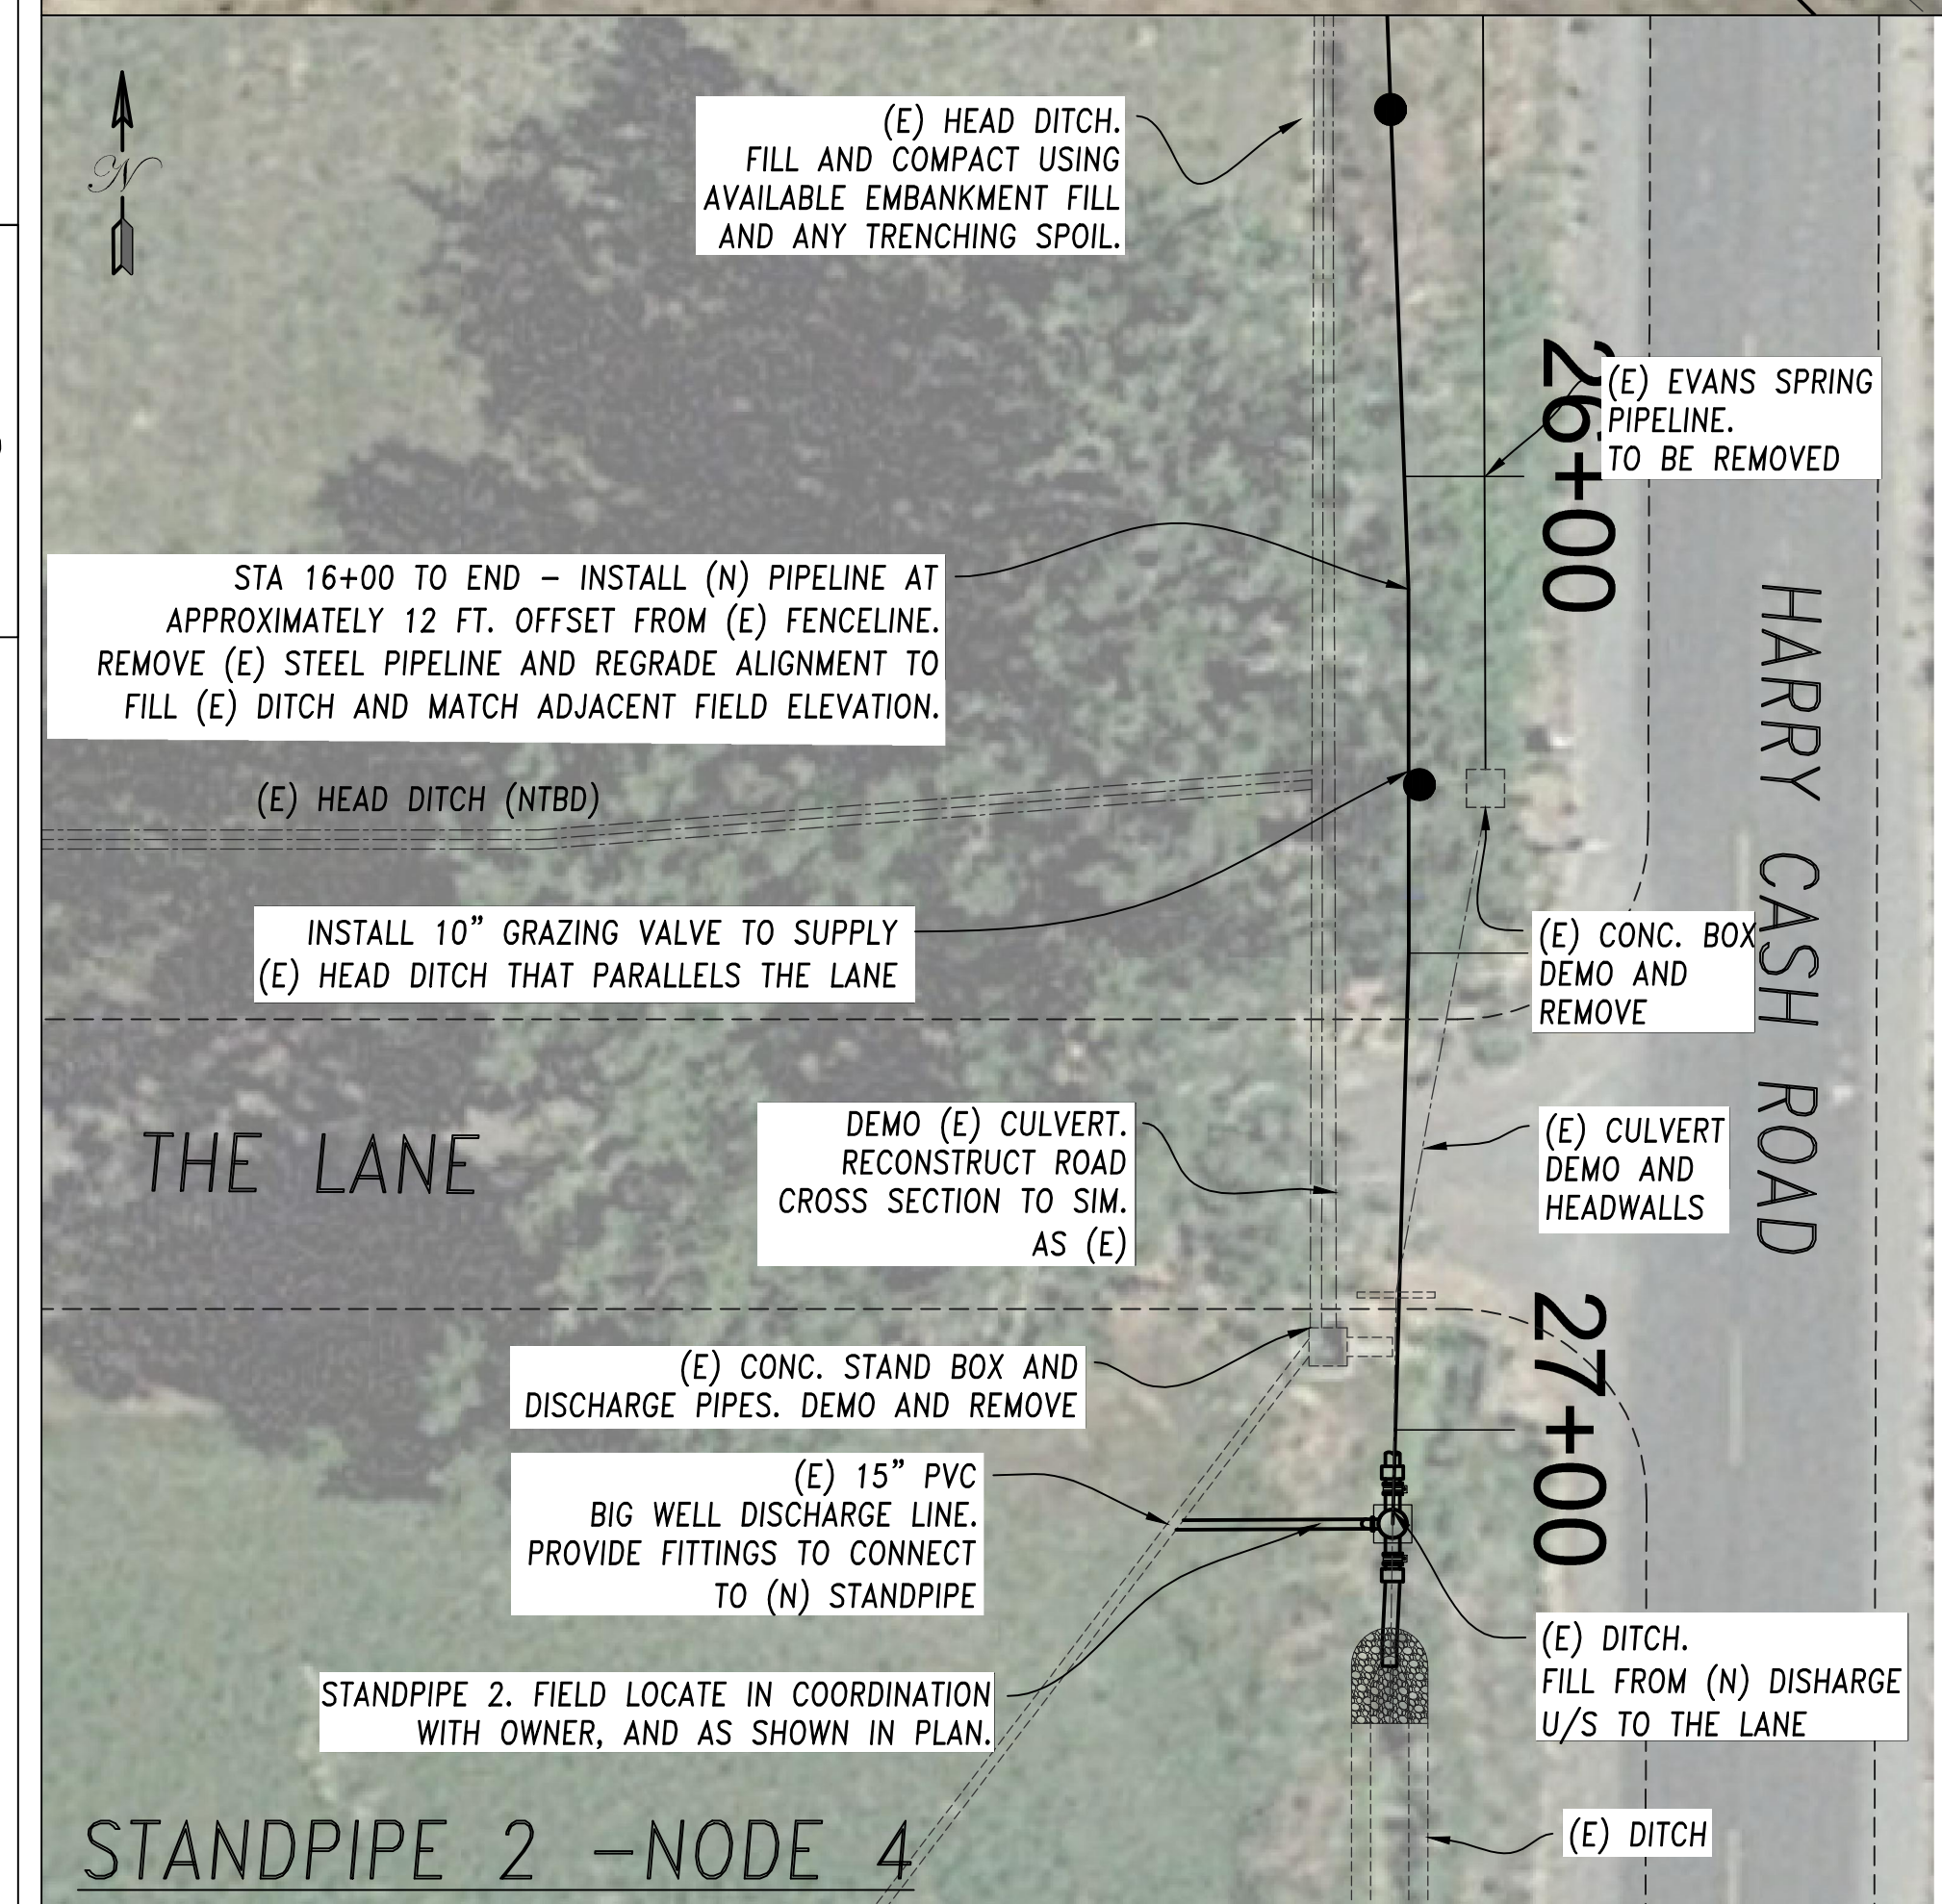 N
(E) HEAD DITCH.
FILL AND COMPACT USING
AVAILABLE EMBANKMENT FILL
AND ANY TRENCHING SPOIL.
26+00
(E) EVANS SPRING
PIPELINE.
TO BE REMOVED
STA 16+00 TO END – INSTALL (N) PIPELINE AT
APPROXIMATELY 12 FT. OFFSET FROM (E) FENCELINE.
REMOVE (E) STEEL PIPELINE AND REGRADE ALIGNMENT TO
FILL (E) DITCH AND MATCH ADJACENT FIELD ELEVATION.
HARRY CASH ROAD
(E) HEAD DITCH (NTBD)
INSTALL 10” GRAZING VALVE TO SUPPLY
(E) HEAD DITCH THAT PARALLELS THE LANE
(E) CONC. BOX
DEMO AND
REMOVE
THE LANE
DEMO (E) CULVERT.
RECONSTRUCT ROAD
CROSS SECTION TO SIM.
AS (E)
(E) CULVERT
DEMO AND
HEADWALLS
27+00
(E) CONC. STAND BOX AND
DISCHARGE PIPES. DEMO AND REMOVE
(E) 15” PVC
BIG WELL DISCHARGE LINE.
PROVIDE FITTINGS TO CONNECT
TO (N) STANDPIPE
(E) DITCH.
FILL FROM (N) DISHARGE
U/S TO THE LANE
STANDPIPE 2. FIELD LOCATE IN COORDINATION
WITH OWNER, AND AS SHOWN IN PLAN.
(E) DITCH
STANDPIPE 2 –NODE 4